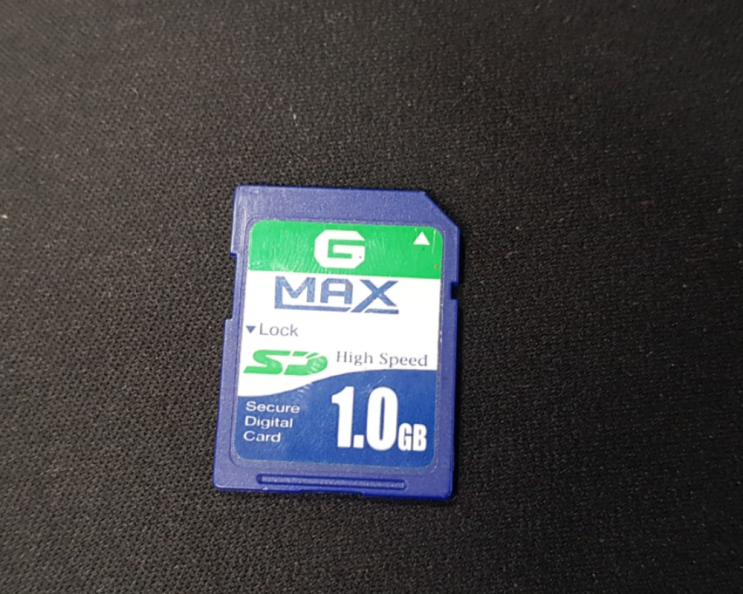 G
MAX
▼Lock
SD High Speed
Secure
Digital
Card
1.0GB